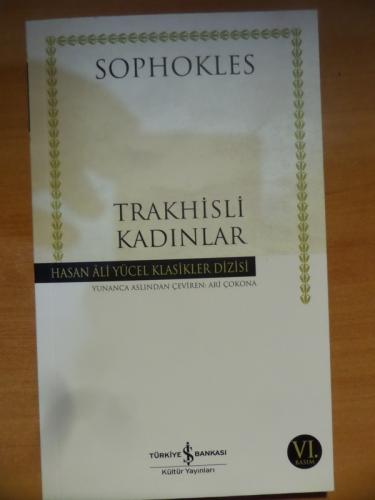 SOPHOKLES
TRAKHİSLİ
KADINLAR
HASAN ÂLİ YÜCEL KLASİKLER DİZİSİ
YUNANCA ASLINDAN ÇEVİREN: ARİ ÇOKONA
TÜRKİYE İŞ BANKASI
Kültür Yayınları
VI.
BASIM